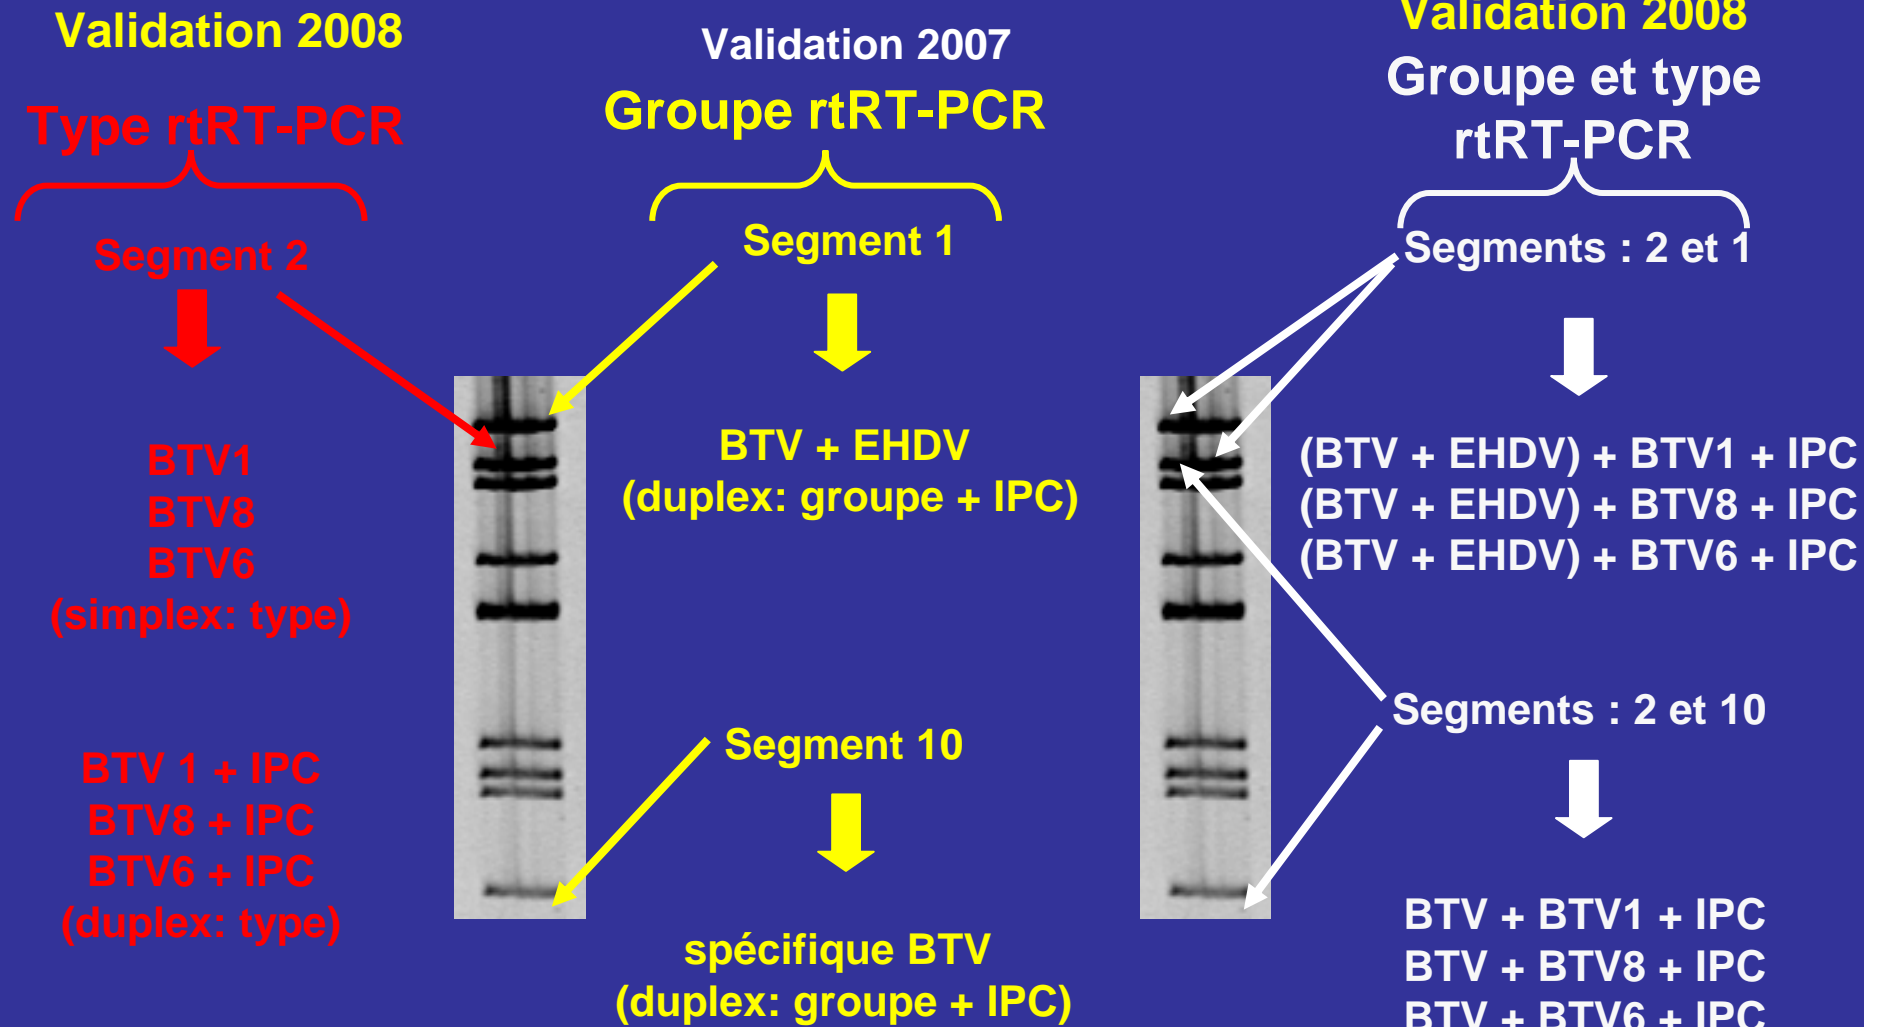 Validation 2008
Type rtRT-PCR
Segment 2
BTV1
BTV8
BTV6
(simplex: type)
BTV 1 + IPC
BTV8 + IPC
BTV6 + IPC
(duplex: type)
Validation 2007
Groupe rtRT-PCR
Segment 1
BTV + EHDV
(duplex: groupe + IPC)
Segment 10
spécifique BTV
(duplex: groupe + IPC)
Validation 2008
Groupe et type
rtRT-PCR
Segments : 2 et 1
(BTV + EHDV) + BTV1 + IPC
(BTV + EHDV) + BTV8 + IPC
(BTV + EHDV) + BTV6 + IPC
Segments : 2 et 10
BTV + BTV1 + IPC
BTV + BTV8 + IPC
BTV + BTV6 + IPC